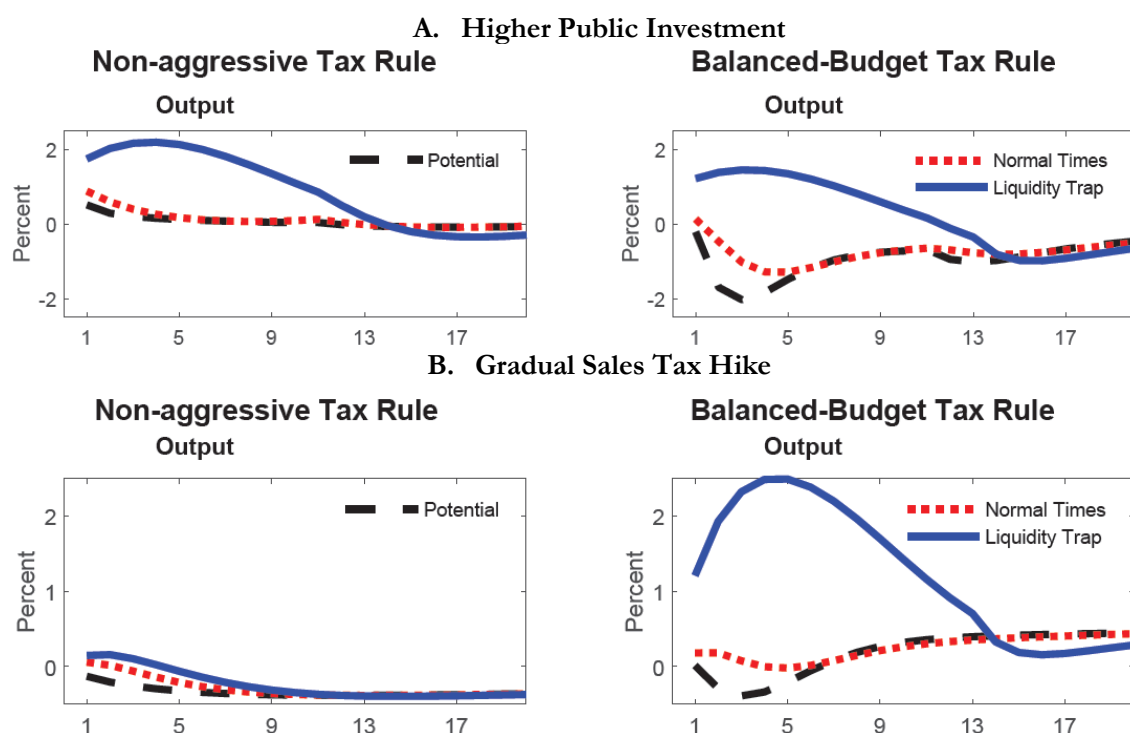 A. Higher Public Investment
Non-aggressive Tax Rule
Output
Percent
2
0
-2
1 5 9 13 17
Potential
Balanced-Budget Tax Rule
Output
Percent
2
0
-2
1 5 9 13 17
Normal Times
Liquidity Trap
B. Gradual Sales Tax Hike
Non-aggressive Tax Rule
Output
Percent
2
1
0
1 5 9 13 17
Potential
Balanced-Budget Tax Rule
Output
Percent
2
1
0
1 5 9 13 17
Normal Times
Liquidity Trap